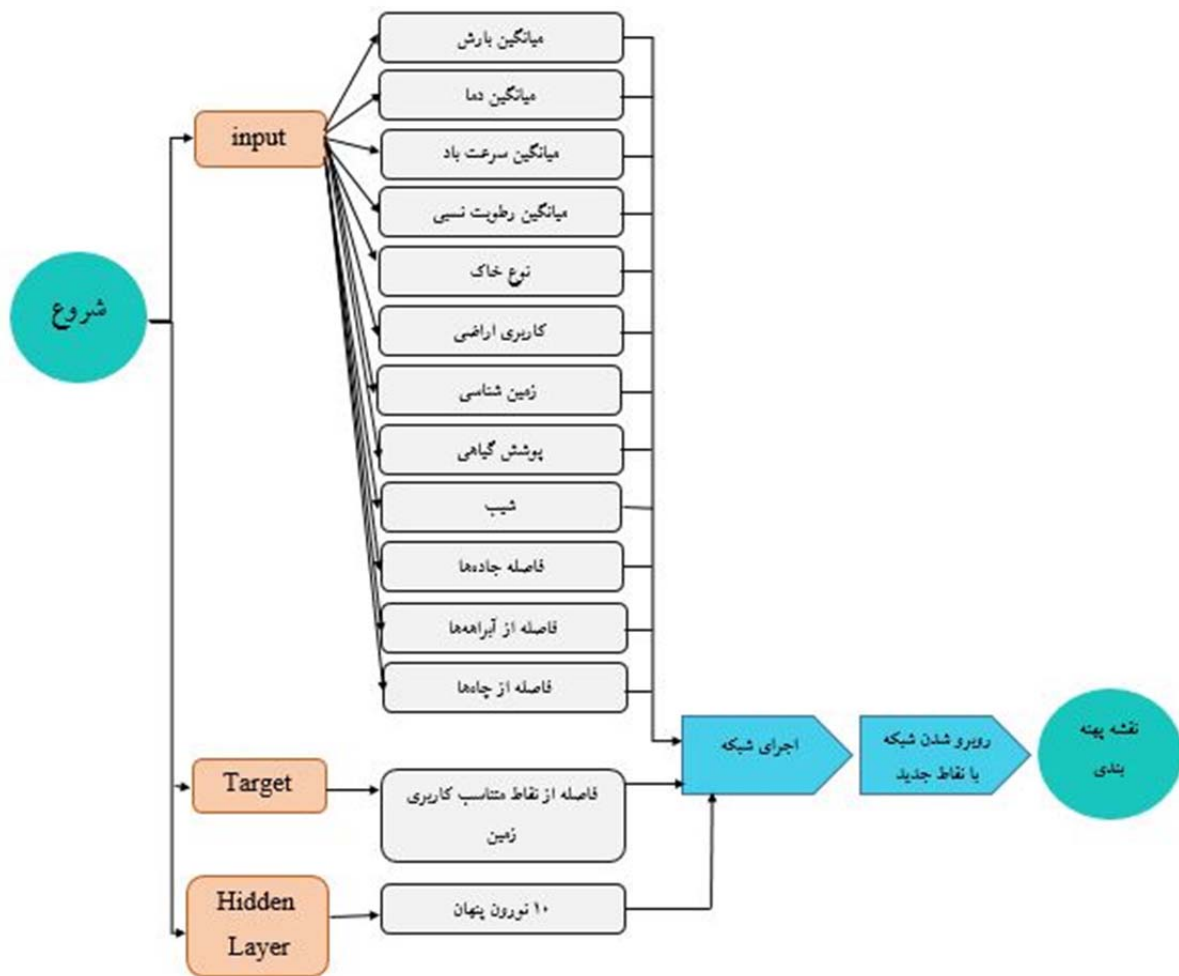 شروع
input
میانگین بارش
میانگین دما
میانگین سرعت باد
میانگین رطوبت نسبی
نوع خاک
کاربری اراضی
زمین شناسی
پوشش گیاهی
شیب
فاصله جاده‌ها
فاصله از آبراهه‌ها
فاصله از چاه‌ها
Target
فاصله از نقاط متناسب کاربری
زمین
Hidden
Layer
۱۰ نورون پنهان
اجرای شبکه
روبرو شدن شبکه
با نقاط جدید
نقشه پهنه
بندی